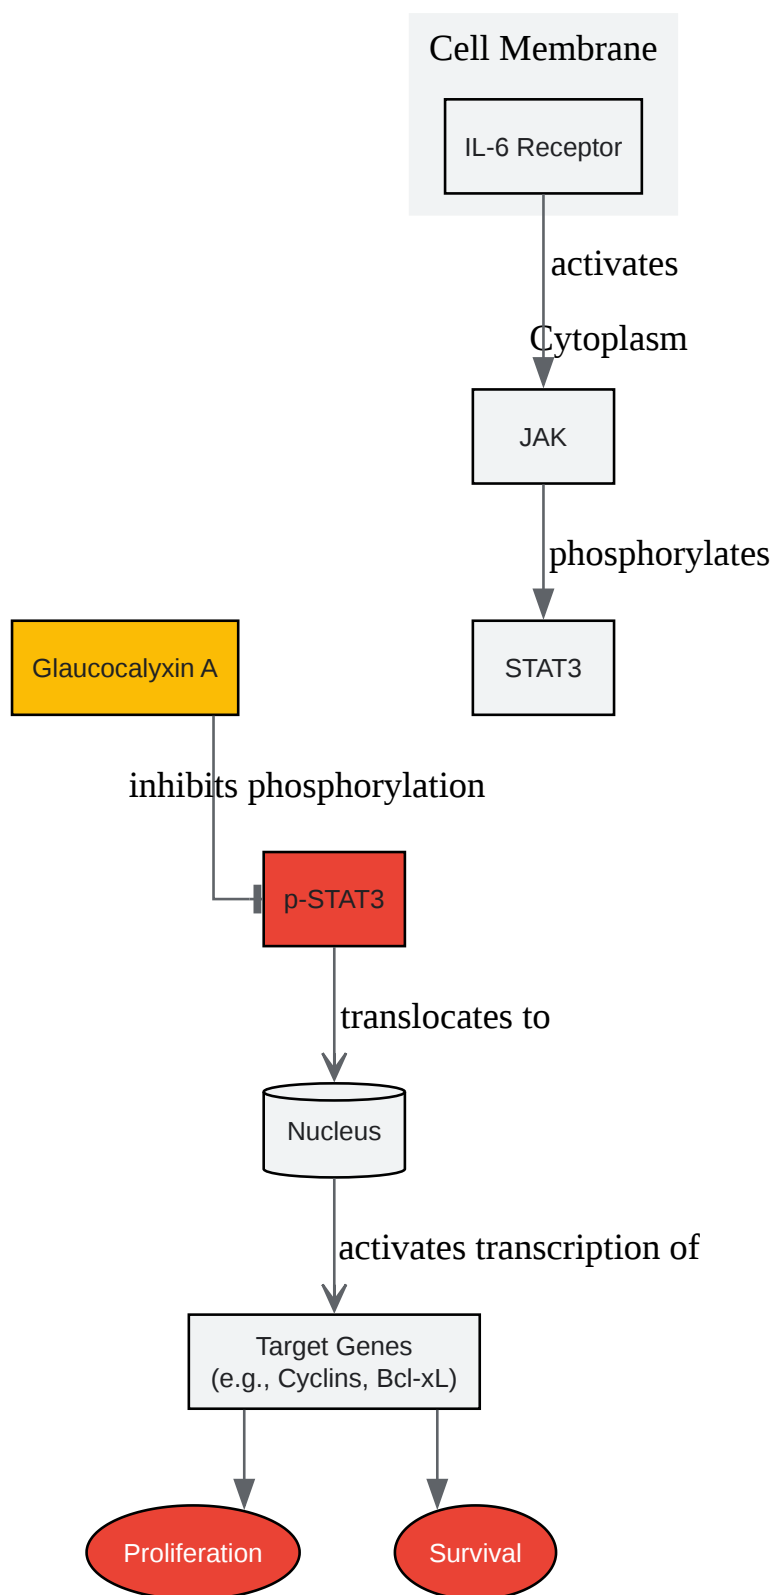 Cell Membrane
IL-6 Receptor
activates
Cytoplasm
JAK
phosphorylates
Glaucocalyxin A
STAT3
inhibits phosphorylation
p-STAT3
translocates to
Nucleus
activates transcription of
Target Genes
(e.g., Cyclins, Bcl-xL)
Proliferation
Survival